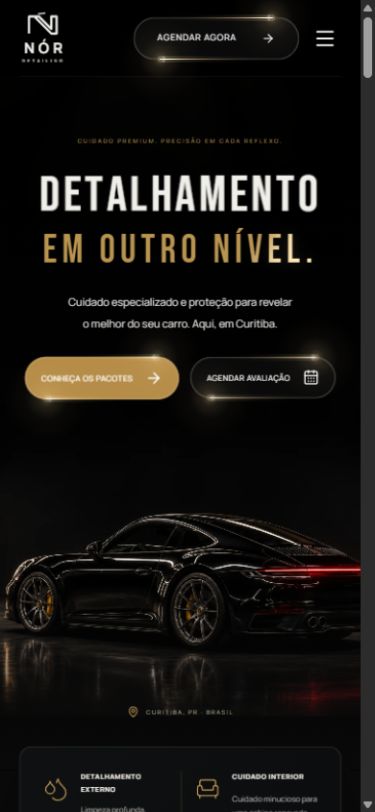 NÓR
DETAILING
AGENDAR AGORA
CUIDADO PREMIUM. PRECISÃO EM CADA REFLEXO.
DETALHAMENTO
EM OUTRO NÍVEL.
Cuidado especializado e proteção para revelar
o melhor do seu carro. Aqui, em Curitiba.
CONHEÇA OS PACOTES
AGENDAR AVALIAÇÃO
CURITIBA, PR · BRASIL
DETALHAMENTO
EXTERNO
Limpeza profunda,
CUIDADO INTERIOR
Cuidado minucioso para